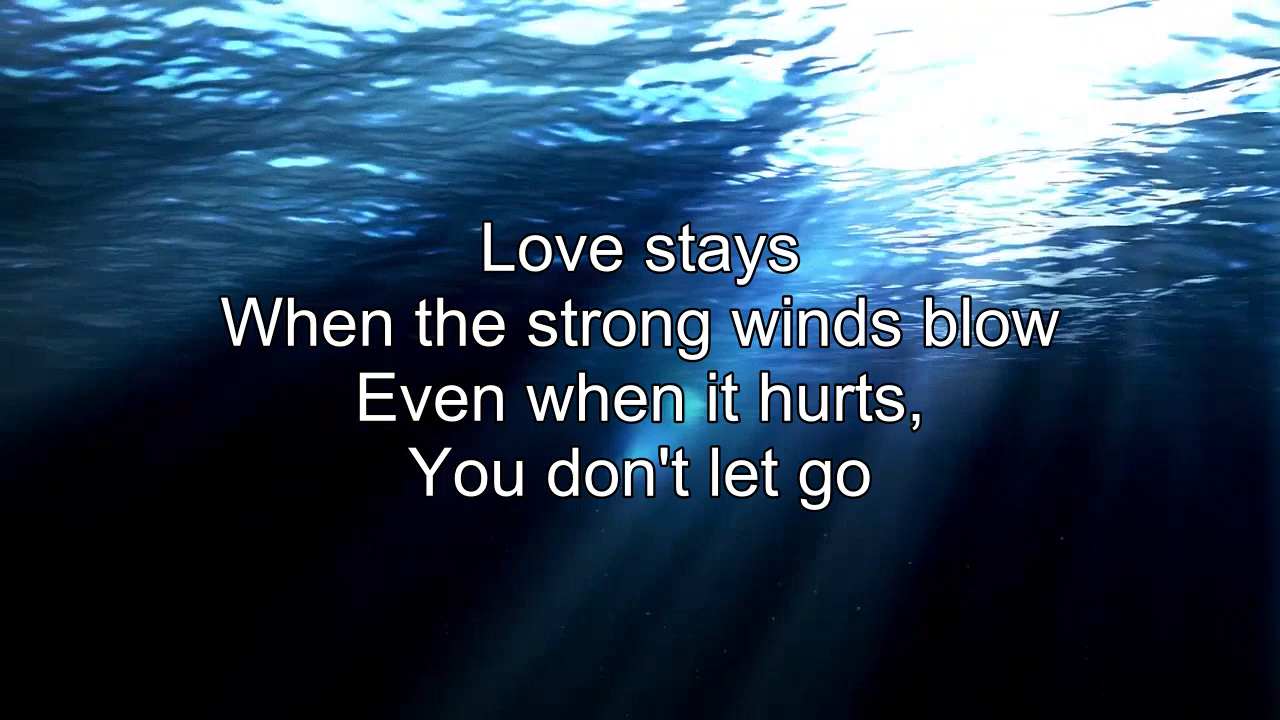 Love stays
When the strong winds blow
Even when it hurts,
You don't let go